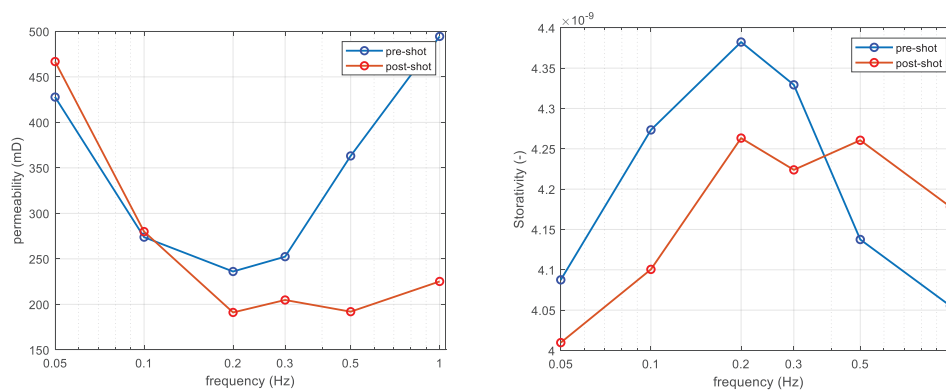 500
450
400
350
300
250
200
150
permeability (mD)
0.05 0.1 0.2 0.3 0.5 1
frequency (Hz)
pre-shot
post-shot
×10⁻⁹
4.4
4.35
4.3
4.25
4.2
4.15
4.1
4.05
4
Storativity (-)
0.05 0.1 0.2 0.3 0.5
frequency (Hz)
pre-shot
post-shot